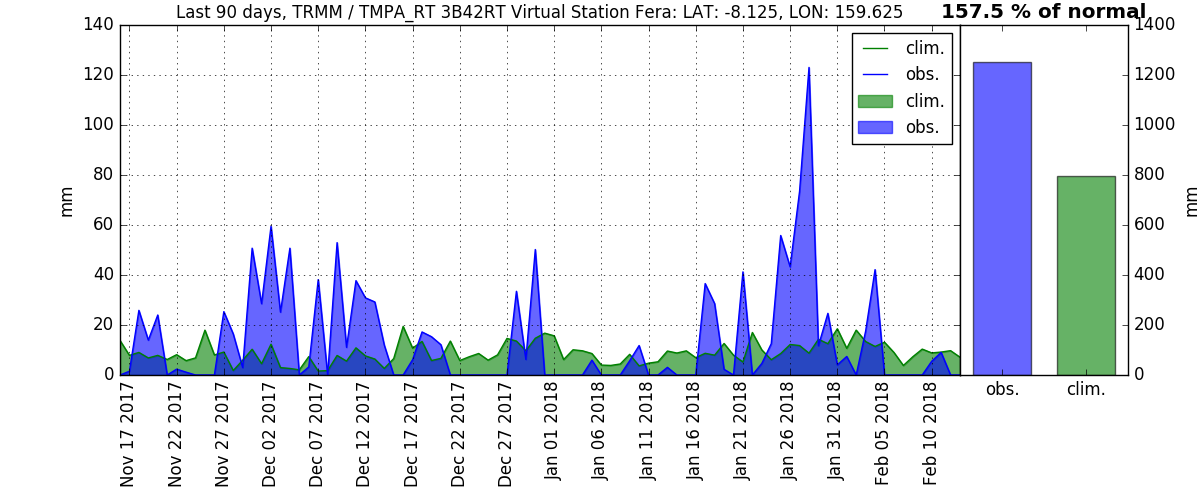 Last 90 days, TRMM / TMPA_RT 3B42RT Virtual Station Fera: LAT: -8.125, LON: 159.625
157.5 % of normal
140
120
100
80
60
40
20
0
mm
clim.
obs.
clim.
obs.
1400
1200
1000
800
600
400
200
0
mm
obs.
clim.
Nov 17 2017
Nov 22 2017
Nov 27 2017
Dec 02 2017
Dec 07 2017
Dec 12 2017
Dec 17 2017
Dec 22 2017
Dec 27 2017
Jan 01 2018
Jan 06 2018
Jan 11 2018
Jan 16 2018
Jan 21 2018
Jan 26 2018
Jan 31 2018
Feb 05 2018
Feb 10 2018